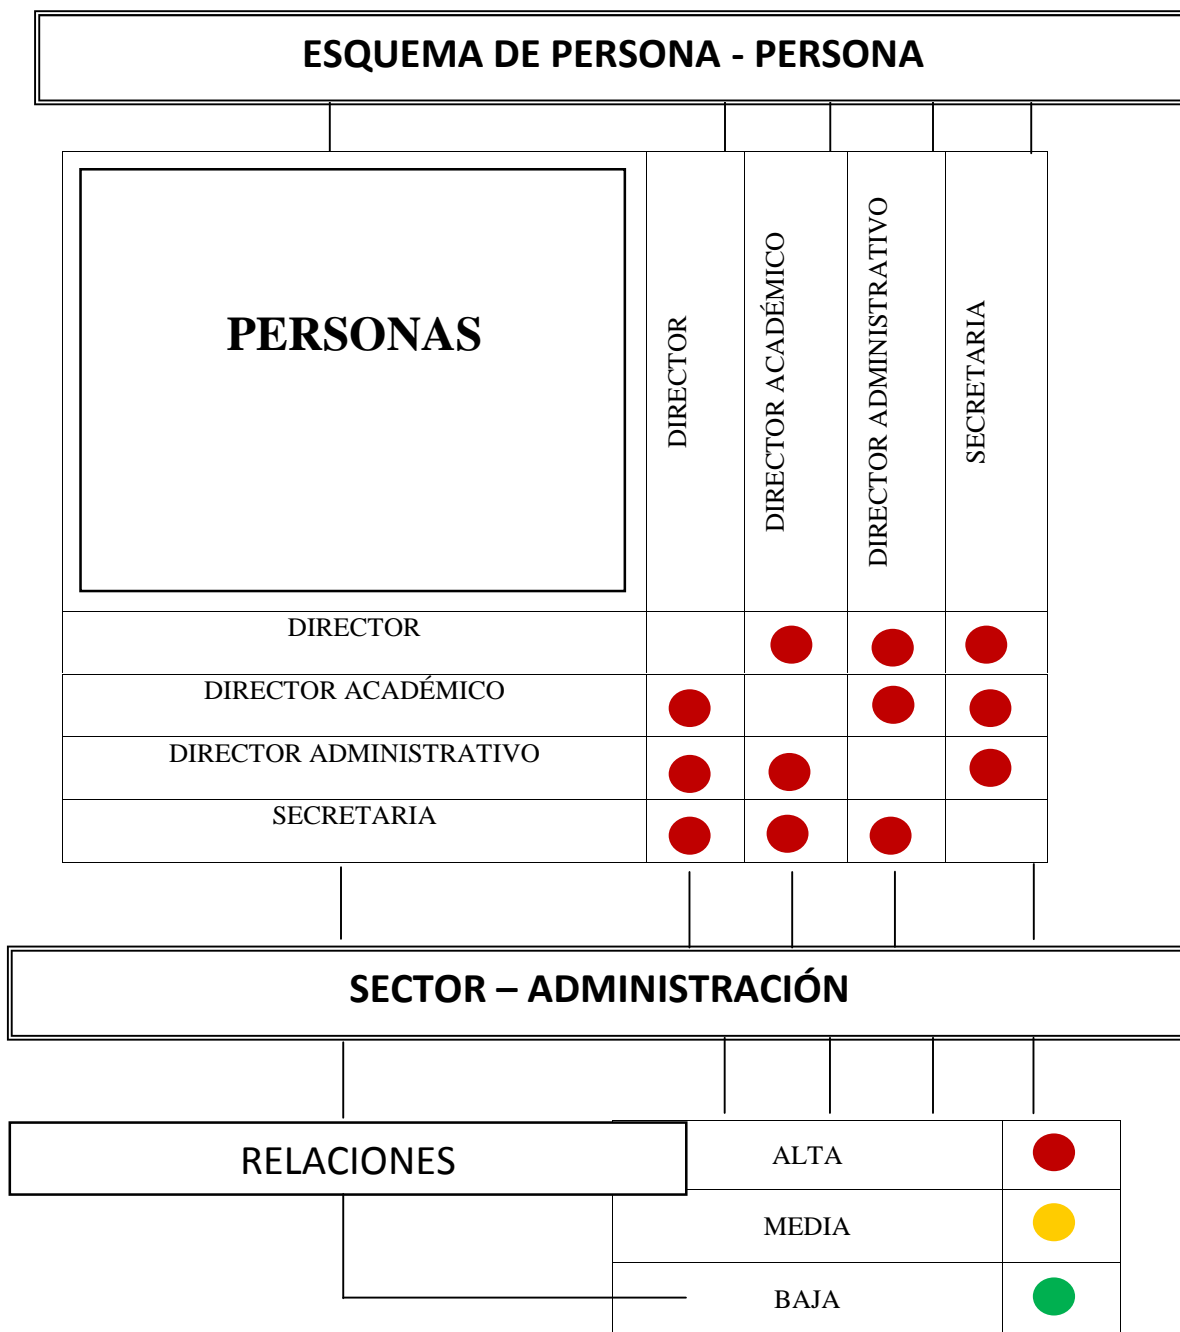 ESQUEMA DE PERSONA - PERSONA
PERSONAS
DIRECTOR
DIRECTOR ACADÉMICO
DIRECTOR ADMINISTRATIVO
SECRETARIA
DIRECTOR
DIRECTOR ACADÉMICO
DIRECTOR ADMINISTRATIVO
SECRETARIA
SECTOR – ADMINISTRACIÓN
RELACIONES
ALTA
MEDIA
BAJA